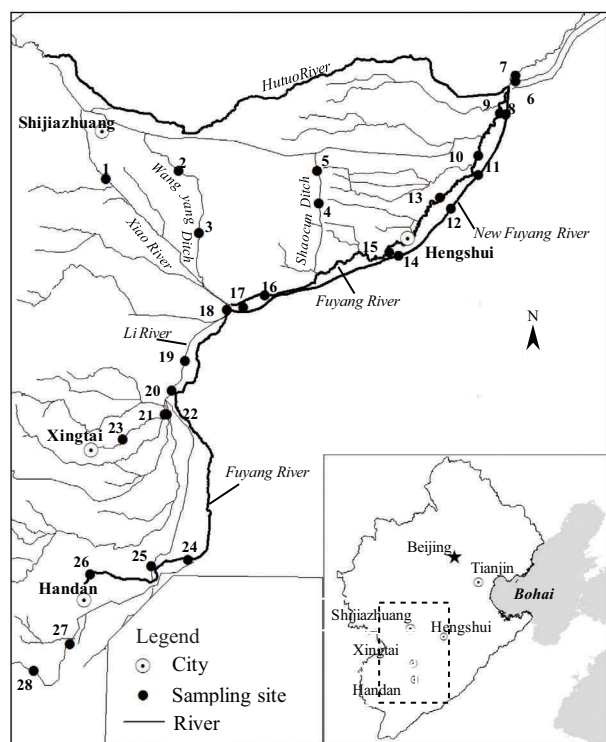 HutuoRiver
7
6
9
8
Shijiazhuang
1
2
Wang yang Ditch
3
5
Shaocun Ditch
4
10
11
13
12
New Fuyang River
Xiao River
15
Hengshui
14
16
Fuyang River
17
18
Li River
N
19
20
21
22
23
Xingtai
Fuyang River
25
24
26
Handan
27
28
Legend
City
Sampling site
River
Beijing
Tianjin
Bohai
Shijiazhuang
Hengshui
Xingtai
Handan